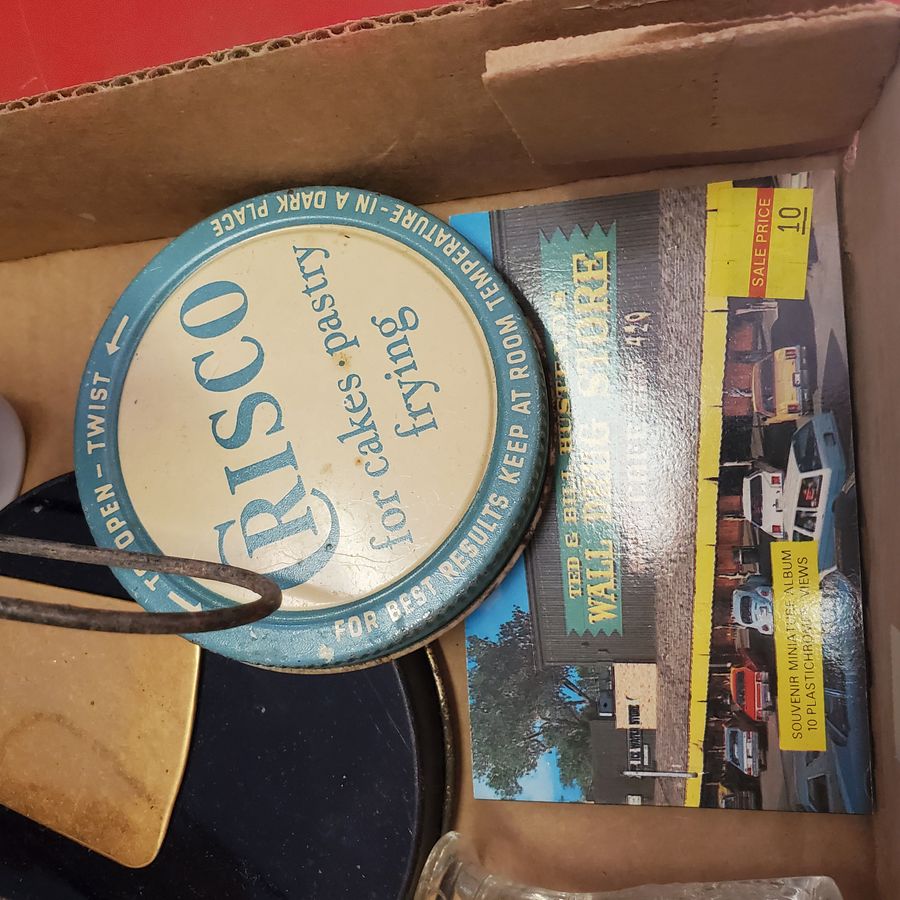 CRISCO
for cakes·pastry
frying
TO OPEN – TWIST
FOR BEST RESULTS KEEP AT ROOM TEMPERATURE – IN A DARK PLACE
TED & BILL HUSTEAD'S
WALL DRUG STORE
SALE PRICE
10
SOUVENIR MINIATURE ALBUM
10 PLASTICHROME VIEWS